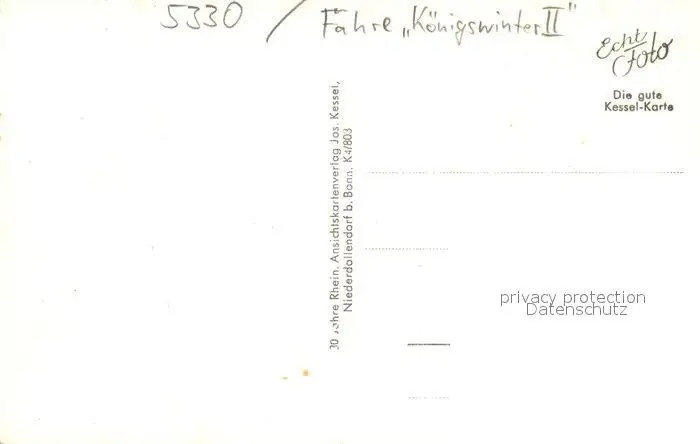 5330 / Fähre „Königswinter II"
Echt
Foto
Die gute
Kessel-Karte
30 Jahre Rhein. Ansichtskartenverlag Jos. Kessel,
Niederdollendorf b. Bonn. K4/803
privacy protection
Datenschutz